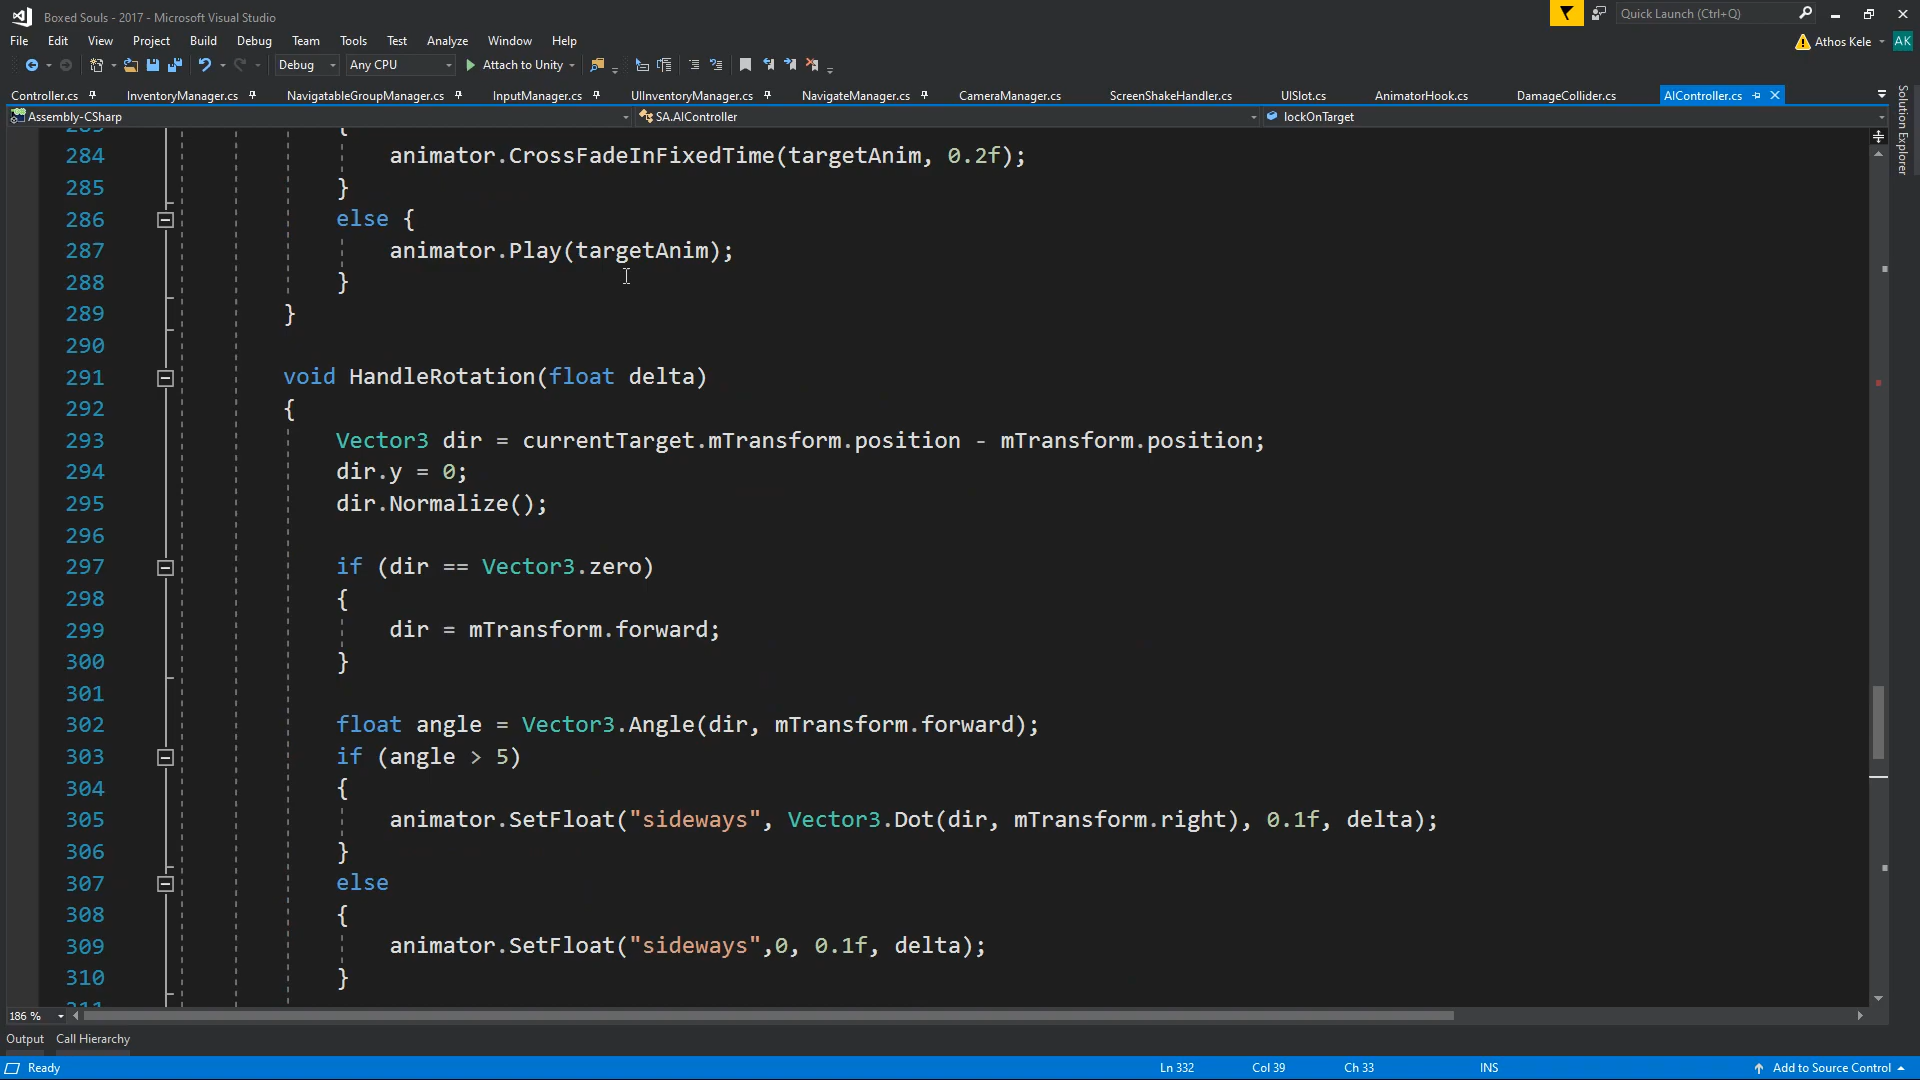 Boxed Souls - 2017 - Microsoft Visual Studio
Quick Launch (Ctrl+Q)
File Edit View Project Build Debug Team Tools Test Analyze Window Help
Athos Kele AK
Debug Any CPU Attach to Unity
Controller.cs InventoryManager.cs NavigatableGroupManager.cs InputManager.cs UIInventoryManager.cs NavigateManager.cs CameraManager.cs ScreenShakeHandler.cs UISlot.cs AnimatorHook.cs DamageCollider.cs AIController.cs
Solution Explorer
Assembly-CSharp SA.AIController lockOnTarget
283 {
284 animator.CrossFadeInFixedTime(targetAnim, 0.2f);
285 }
286 else {
287 animator.Play(targetAnim);
288 }
289 }
290
291 void HandleRotation(float delta)
292 {
293 Vector3 dir = currentTarget.mTransform.position - mTransform.position;
294 dir.y = 0;
295 dir.Normalize();
296
297 if (dir == Vector3.zero)
298 {
299 dir = mTransform.forward;
300 }
301
302 float angle = Vector3.Angle(dir, mTransform.forward);
303 if (angle > 5)
304 {
305 animator.SetFloat("sideways", Vector3.Dot(dir, mTransform.right), 0.1f, delta);
306 }
307 else
308 {
309 animator.SetFloat("sideways",0, 0.1f, delta);
310 }
311
186 %
Output Call Hierarchy
Ready Ln 332 Col 39 Ch 33 INS Add to Source Control